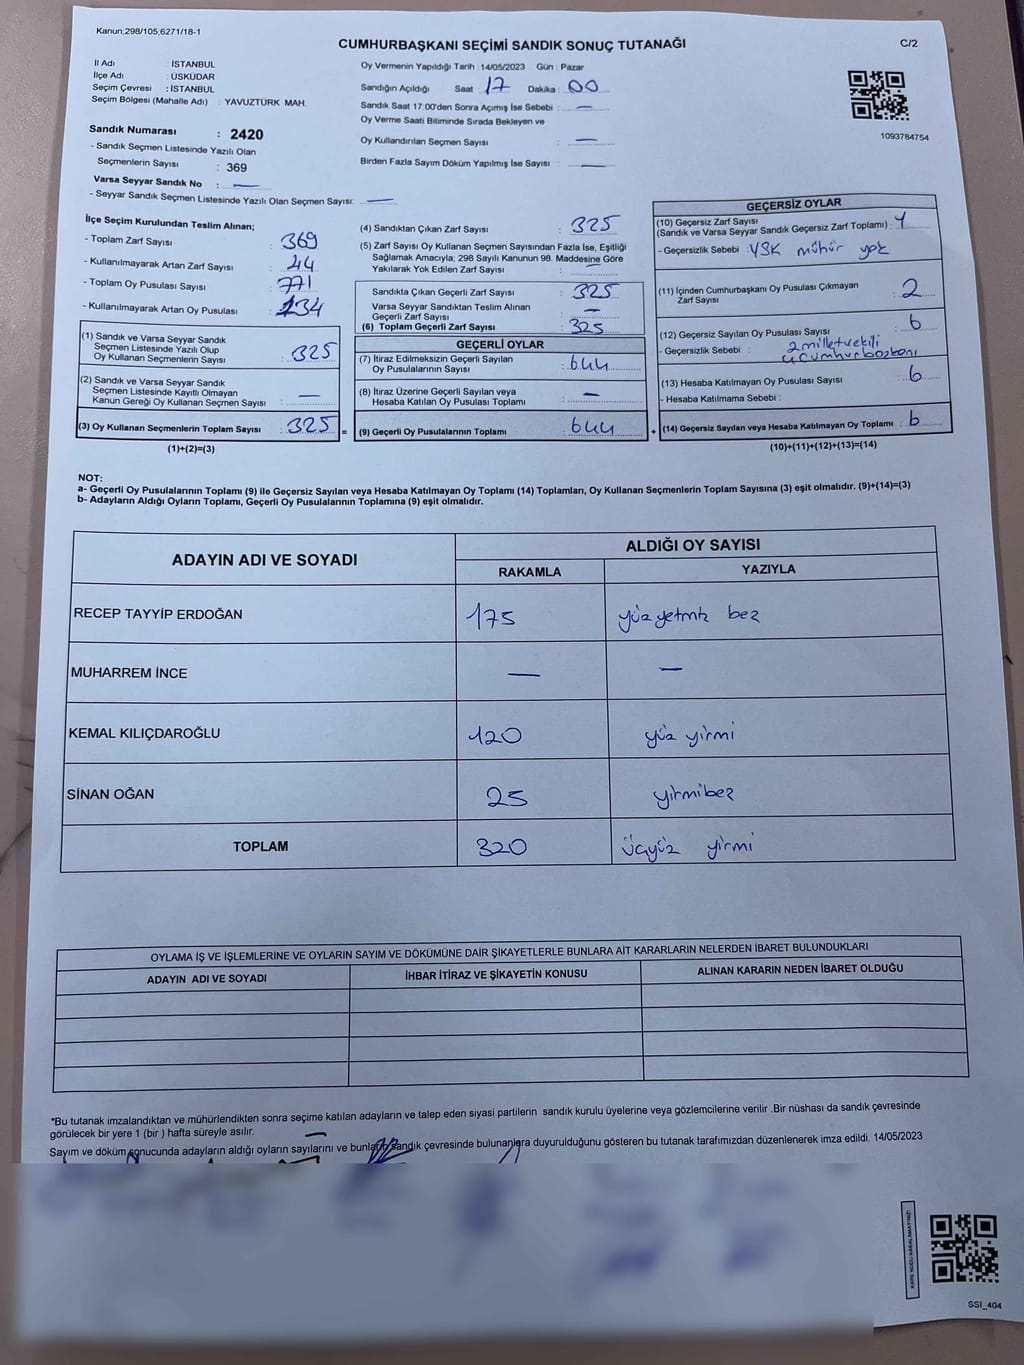 Kanun,298/105,6271/18-1
CUMHURBAŞKANI SEÇİMİ SANDIK SONUÇ TUTANAĞI
C/2
İl Adı : İSTANBUL
İlçe Adı : ÜSKÜDAR
Seçim Çevresi : İSTANBUL
Seçim Bölgesi (Mahalle Adı) : YAVUZTÜRK MAH.
Sandık Numarası : 2420
- Sandık Seçmen Listesinde Yazılı Olan
Seçmenlerin Sayısı : 369
Varsa Seyyar Sandık No : —
- Seyyar Sandık Seçmen Listesinde Yazılı Olan Seçmen Sayısı: —
Oy Vermenin Yapıldığı Tarih : 14/05/2023 Gün : Pazar
Sandığın Açıldığı Saat : 17 Dakika : 00
Sandık Saat 17:00'den Sonra Açımış İse Sebebi : —
Oy Verme Saati Bitiminde Sırada Bekleyen ve
Oy Kullandırılan Seçmen Sayısı : —
Birden Fazla Sayım Döküm Yapılmış İse Sayısı : —
1093784754
İlçe Seçim Kurulundan Teslim Alınan;
- Toplam Zarf Sayısı : 369
- Kullanılmayarak Artan Zarf Sayısı : 44
- Toplam Oy Pusulası Sayısı : 771
- Kullanılmayarak Artan Oy Pusulası : 134
(1) Sandık ve Varsa Seyyar Sandık
Seçmen Listesinde Yazılı Olup
Oy Kullanan Seçmenlerin Sayısı : 325
(2) Sandık ve Varsa Seyyar Sandık
Seçmen Listesinde Kayıtlı Olmayan
Kanun Gereği Oy Kullanan Seçmen Sayısı : —
(3) Oy Kullanan Seçmenlerin Toplam Sayısı : 325 =
(1)+(2)=(3)
(4) Sandıktan Çıkan Zarf Sayısı : 325
(5) Zarf Sayısı Oy Kullanan Seçmen Sayısından Fazla İse, Eşitliği
Sağlamak Amacıyla; 298 Sayılı Kanunun 98. Maddesine Göre
Yakılarak Yok Edilen Zarf Sayısı :
Sandıkta Çıkan Geçerli Zarf Sayısı : 325
Varsa Seyyar Sandıktan Teslim Alınan
Geçerli Zarf Sayısı : —
(6) Toplam Geçerli Zarf Sayısı : 325
GEÇERLİ OYLAR
(7) İtiraz Edilmeksizin Geçerli Sayılan
Oy Pusulalarının Sayısı : 644
(8) İtiraz Üzerine Geçerli Sayılan veya
Hesaba Katılan Oy Pusulası Toplamı : —
(9) Geçerli Oy Pusulalarının Toplamı : 644 +
GEÇERSİZ OYLAR
(10) Geçersiz Zarf Sayısı :
(Sandık ve Varsa Seyyar Sandık Geçersiz Zarf Toplamı)
- Geçersizlik Sebebi : YSK mühür yok
(11) İçinden Cumhurbaşkanı Oy Pusulası Çıkmayan
Zarf Sayısı : 2
(12) Geçersiz Sayılan Oy Pusulası Sayısı : 6
- Geçersizlik Sebebi : 2 milletvekili
4 cumhurbaşkanı
(13) Hesaba Katılmayan Oy Pusulası Sayısı : 6
- Hesaba Katılmama Sebebi :
(14) Geçersiz Sayılan veya Hesaba Katılmayan Oy Toplamı : 6
(10)+(11)+(12)+(13)=(14)
NOT:
a- Geçerli Oy Pusulalarının Toplamı (9) ile Geçersiz Sayılan veya Hesaba Katılmayan Oy Toplamı (14) Toplamları, Oy Kullanan Seçmenlerin Toplam Sayısına (3) eşit olmalıdır. (9)+(14)=(3)
b- Adayların Aldığı Oyların Toplamı, Geçerli Oy Pusulalarının Toplamına (9) eşit olmalıdır.
ADAYIN ADI VE SOYADI
ALDIĞI OY SAYISI
RAKAMLA YAZIYLA
RECEP TAYYİP ERDOĞAN 175 yüz yetmiş beş
MUHARREM İNCE — —
KEMAL KILIÇDAROĞLU 120 yüz yirmi
SİNAN OĞAN 25 yirmibeş
TOPLAM 320 üçyüz yirmi
OYLAMA İŞ VE İŞLEMLERİNE VE OYLARIN SAYIM VE DÖKÜMÜNE DAİR ŞİKAYETLERLE BUNLARA AİT KARARLARIN NELERDEN İBARET BULUNDUKLARI
ADAYIN ADI VE SOYADI İHBAR İTİRAZ VE ŞİKAYETİN KONUSU ALINAN KARARIN NEDEN İBARET OLDUĞU
*Bu tutanak imzalandıktan ve mühürlendikten sonra seçime katılan adayların ve talep eden siyasi partilerin sandık kurulu üyelerine veya gözlemcilerine verilir .Bir nüshası da sandık çevresinde
görülecek bir yere 1 (bir ) hafta süreyle asılır.
Sayım ve döküm sonucunda adayların aldığı oyların sayılarını ve bunların sandık çevresinde bulunanlara duyurulduğunu gösteren bu tutanak tarafımızdan düzenlenerek imza edildi. 14/05/2023
KARE KODU KARALAMAYINIZ!
SSI_404